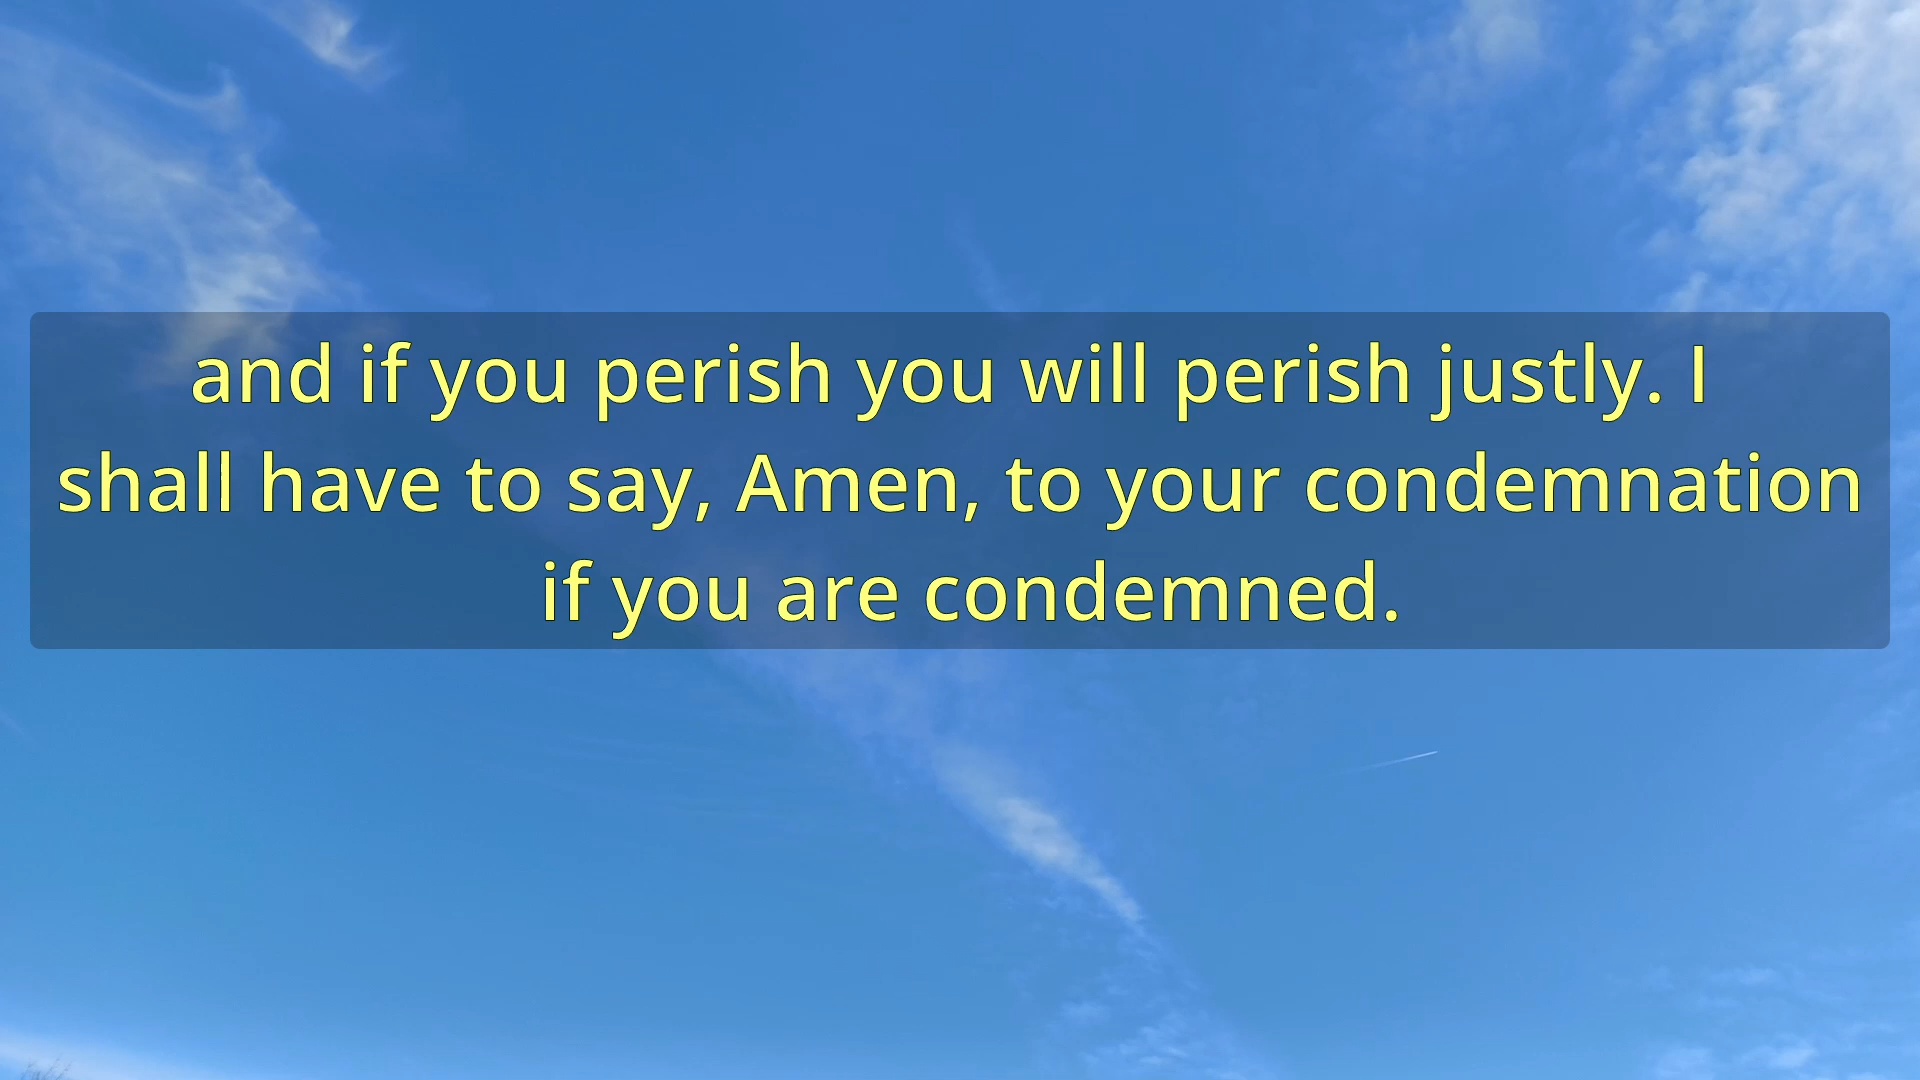 and if you perish you will perish justly. I
shall have to say, Amen, to your condemnation
if you are condemned.